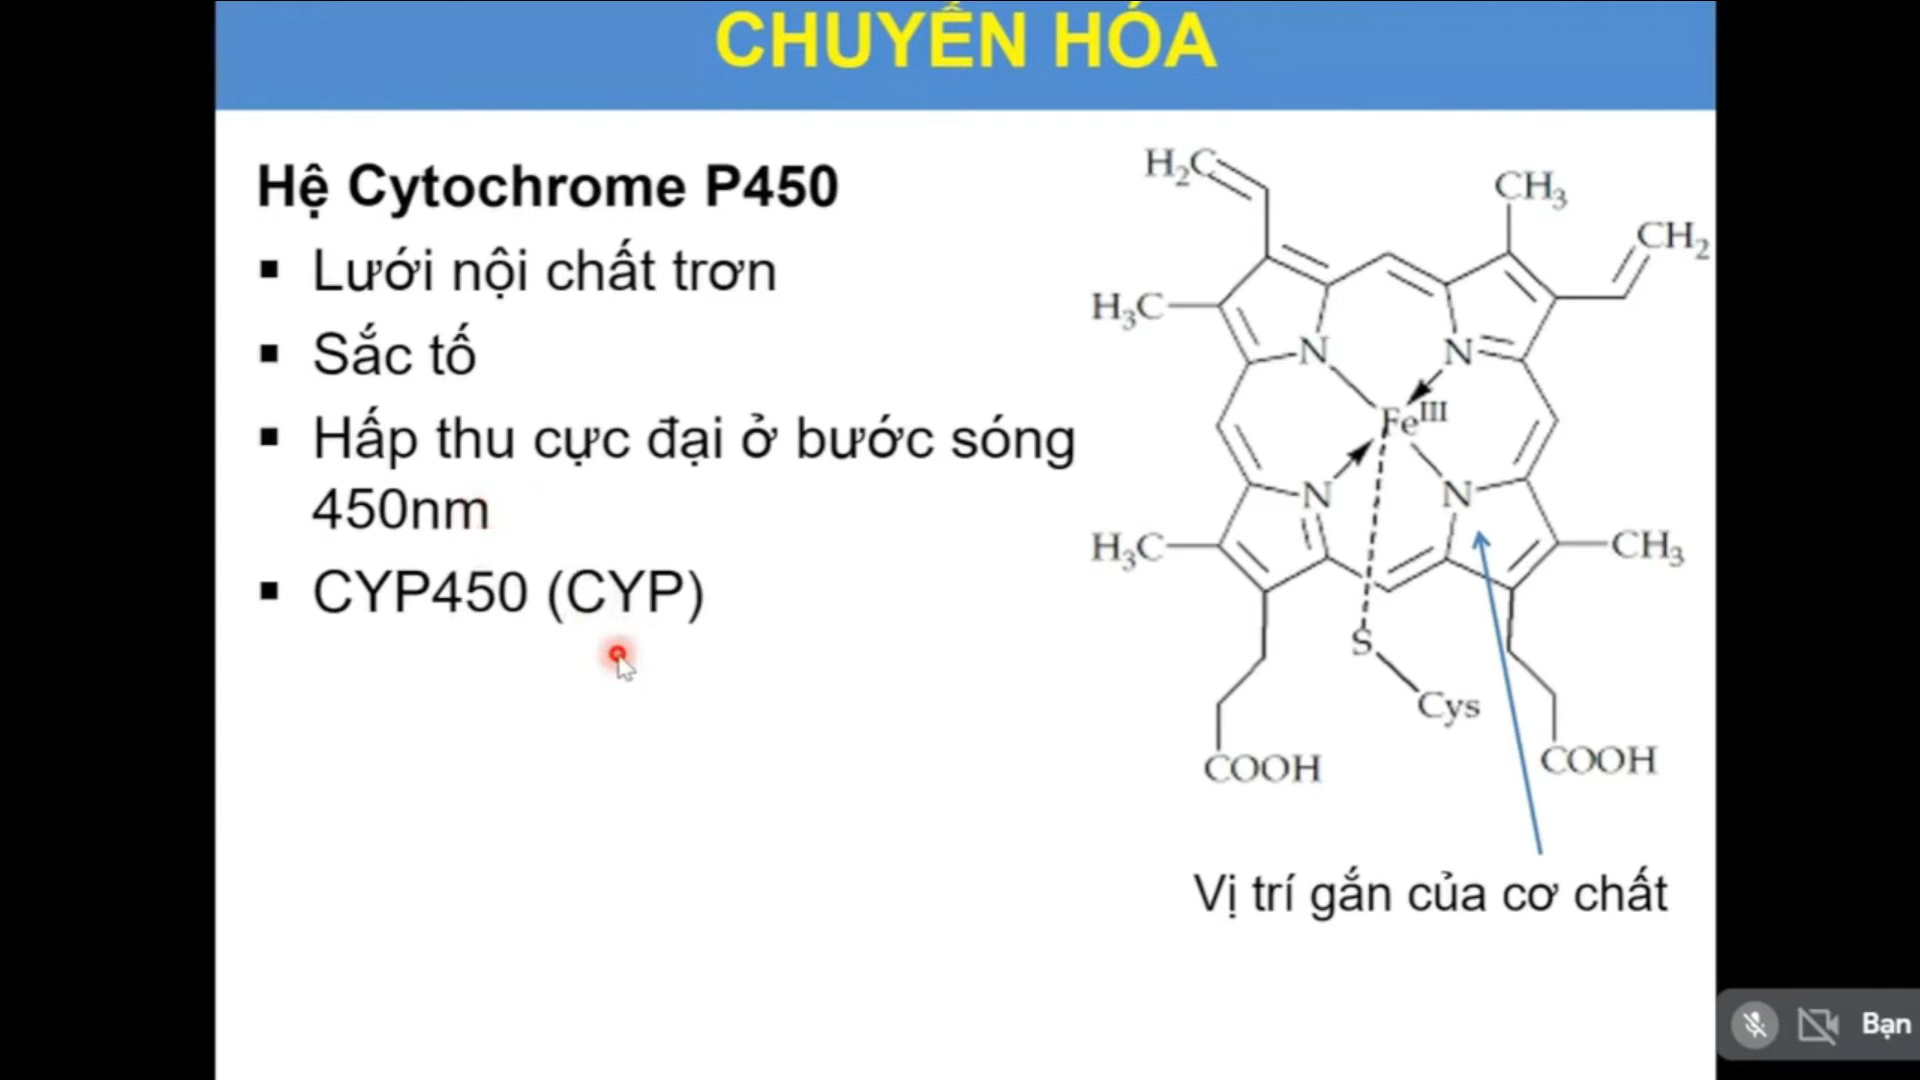 CHUYỂN HÓA
Hệ Cytochrome P450
▪ Lưới nội chất trơn
▪ Sắc tố
▪ Hấp thu cực đại ở bước sóng
450nm
▪ CYP450 (CYP)
H₂C
CH₃
CH₂
H₃C
N
N
Feᴵᴵᴵ
N
N
H₃C
CH₃
S
Cys
COOH
COOH
Vị trí gắn của cơ chất
Bạn